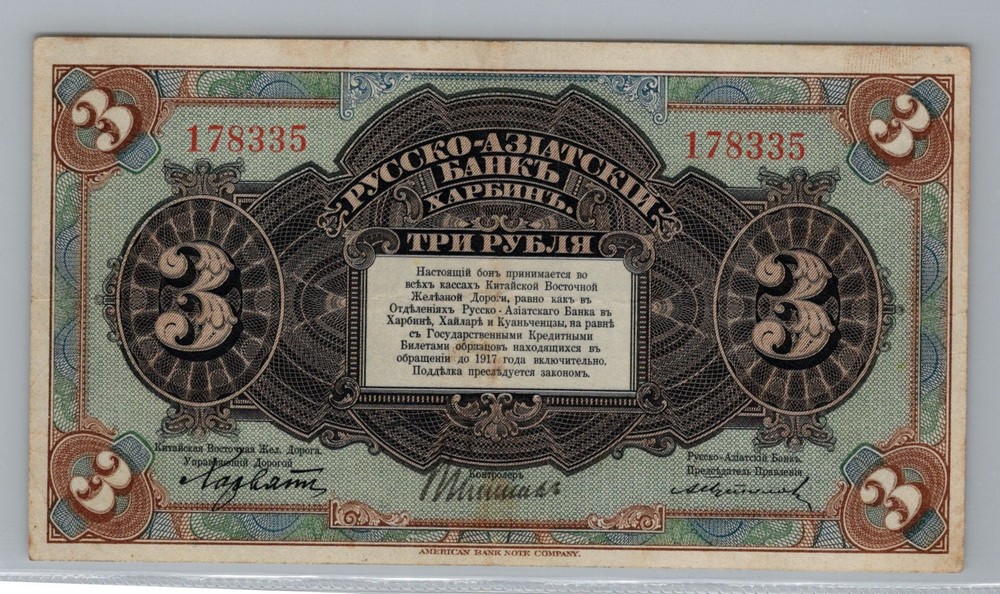 3 3
178335 178335
РУССКО-АЗІАТСКІЙ
БАНКЪ
ХАРБИНЪ.
ТРИ РУБЛЯ
3 3
Настоящій бонъ принимается во
всѣхъ кассахъ Китайской Восточной
Желѣзной Дороги, равно какъ въ
Отдѣленіяхъ Русско-Азіатскаго Банка въ
Харбинѣ, Хайларѣ и Куаньченцзы, на равнѣ
съ Государственными Кредитными
Билетами образцовъ находящихся въ
обращеніи до 1917 года включительно.
Поддѣлка преслѣдуется закономъ.
Китайская Восточная Жел. Дорога.
Управляющій Дорогой
Контролеръ
Русско-Азіатскій Банкъ.
Предсѣдатель Правленія
3 3
AMERICAN BANK NOTE COMPANY.